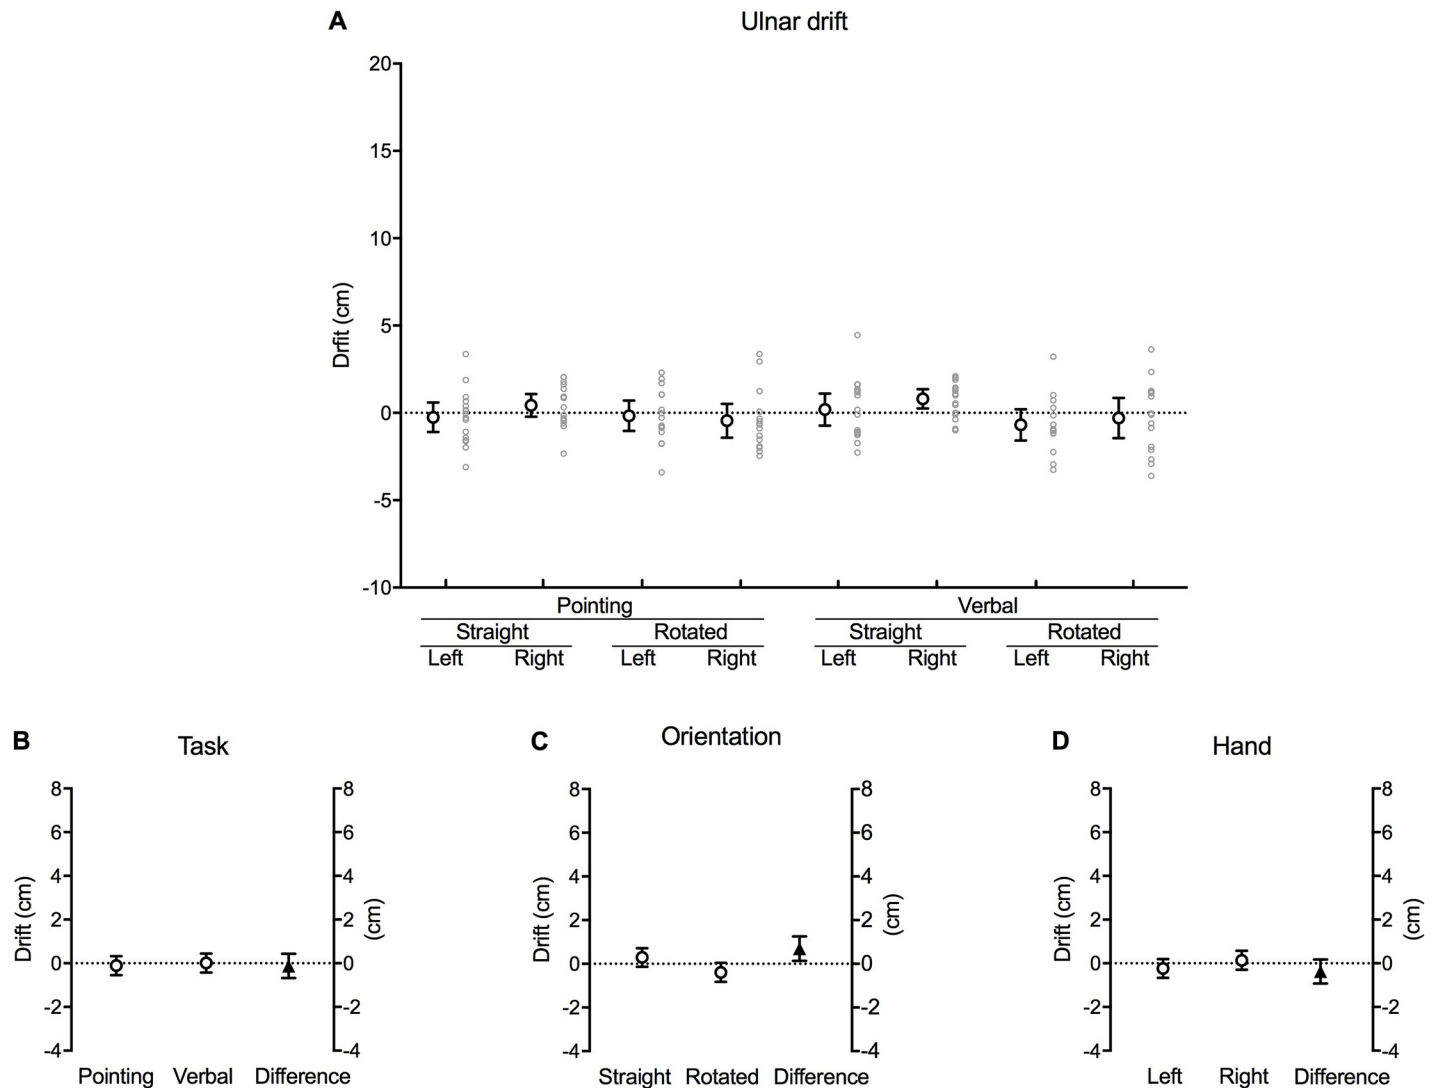 A
Ulnar drift
20
15
10
5
0
-5
-10
Drfit (cm)
Pointing Verbal
Straight Rotated Straight Rotated
Left Right Left Right Left Right Left Right
B
Task
8 8
6 6
4 4
2 2
0 0
-2 -2
-4 -4
Drift (cm)
(cm)
Pointing Verbal Difference
C
Orientation
8 8
6 6
4 4
2 2
0 0
-2 -2
-4 -4
Drift (cm)
(cm)
Straight Rotated Difference
D
Hand
8 8
6 6
4 4
2 2
0 0
-2 -2
-4 -4
Drift (cm)
(cm)
Left Right Difference